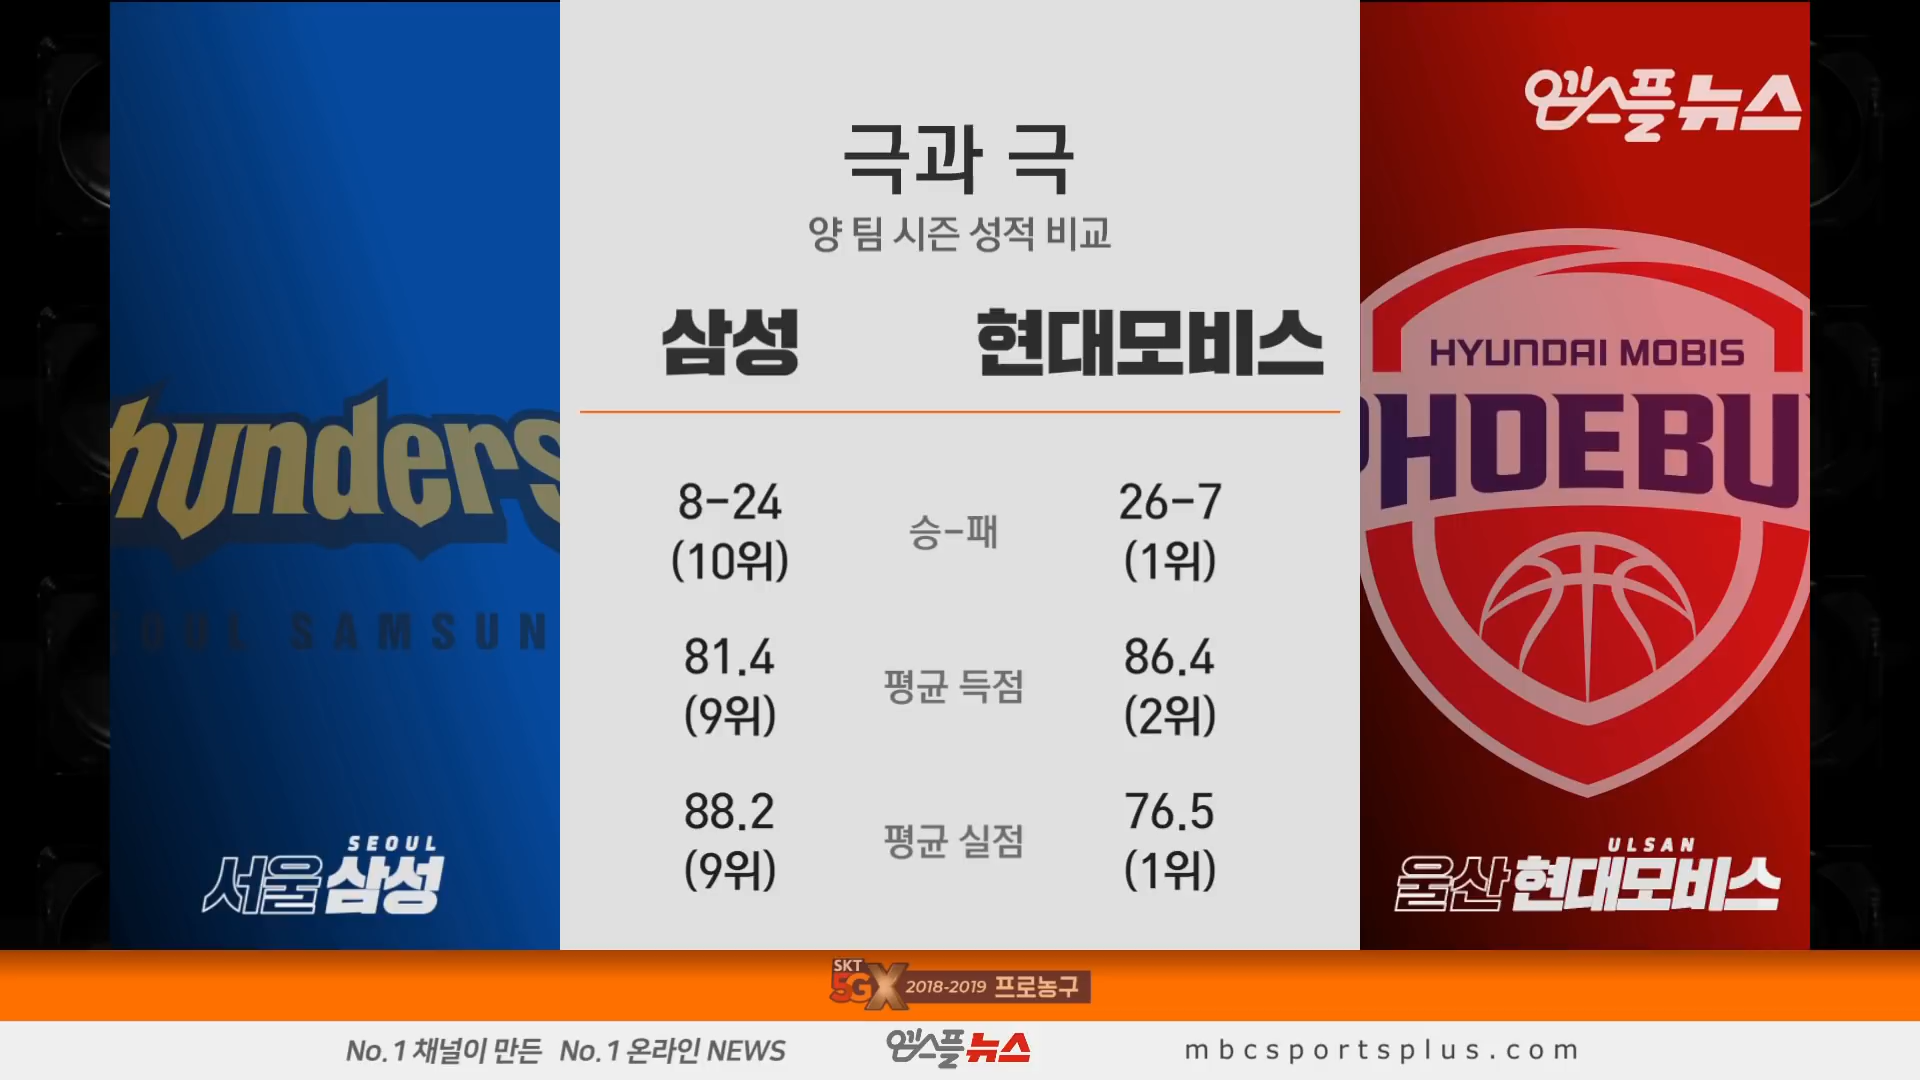 엠스플뉴스
극과 극
양 팀 시즌 성적 비교
삼성 현대모비스
8-24 승-패 26-7
(10위) (1위)
81.4 평균 득점 86.4
(9위) (2위)
88.2 평균 실점 76.5
(9위) (1위)
hunders
EOUL SAMSUN
SEOUL
서울삼성
HYUNDAI MOBIS
PHOEBU
ULSAN
울산현대모비스
SKT
5GX 2018-2019 프로농구
No.1 채널이 만든 No.1 온라인 NEWS 엠스플뉴스 mbcsportsplus.com